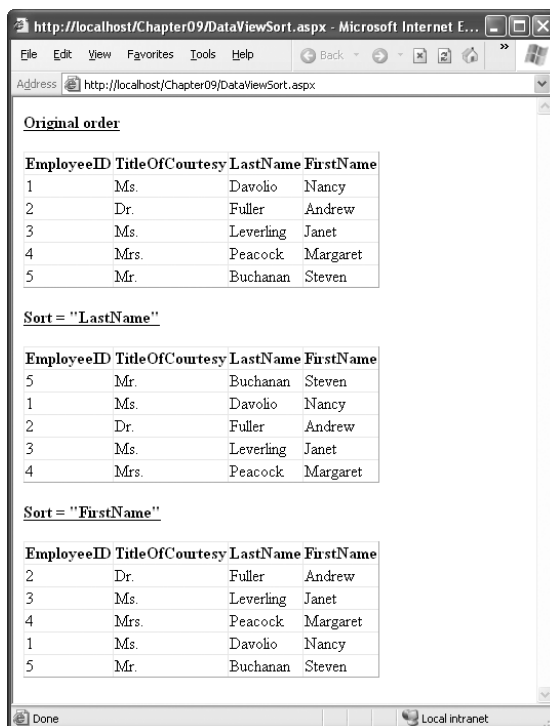 http://localhost/Chapter09/DataViewSort.aspx - Microsoft Internet E...
File Edit View Favorites Tools Help Back »
Address http://localhost/Chapter09/DataViewSort.aspx
Original order
EmployeeID TitleOfCourtesy LastName FirstName
1 Ms. Davolio Nancy
2 Dr. Fuller Andrew
3 Ms. Leverling Janet
4 Mrs. Peacock Margaret
5 Mr. Buchanan Steven
Sort = "LastName"
EmployeeID TitleOfCourtesy LastName FirstName
5 Mr. Buchanan Steven
1 Ms. Davolio Nancy
2 Dr. Fuller Andrew
3 Ms. Leverling Janet
4 Mrs. Peacock Margaret
Sort = "FirstName"
EmployeeID TitleOfCourtesy LastName FirstName
2 Dr. Fuller Andrew
3 Ms. Leverling Janet
4 Mrs. Peacock Margaret
1 Ms. Davolio Nancy
5 Mr. Buchanan Steven
Done Local intranet